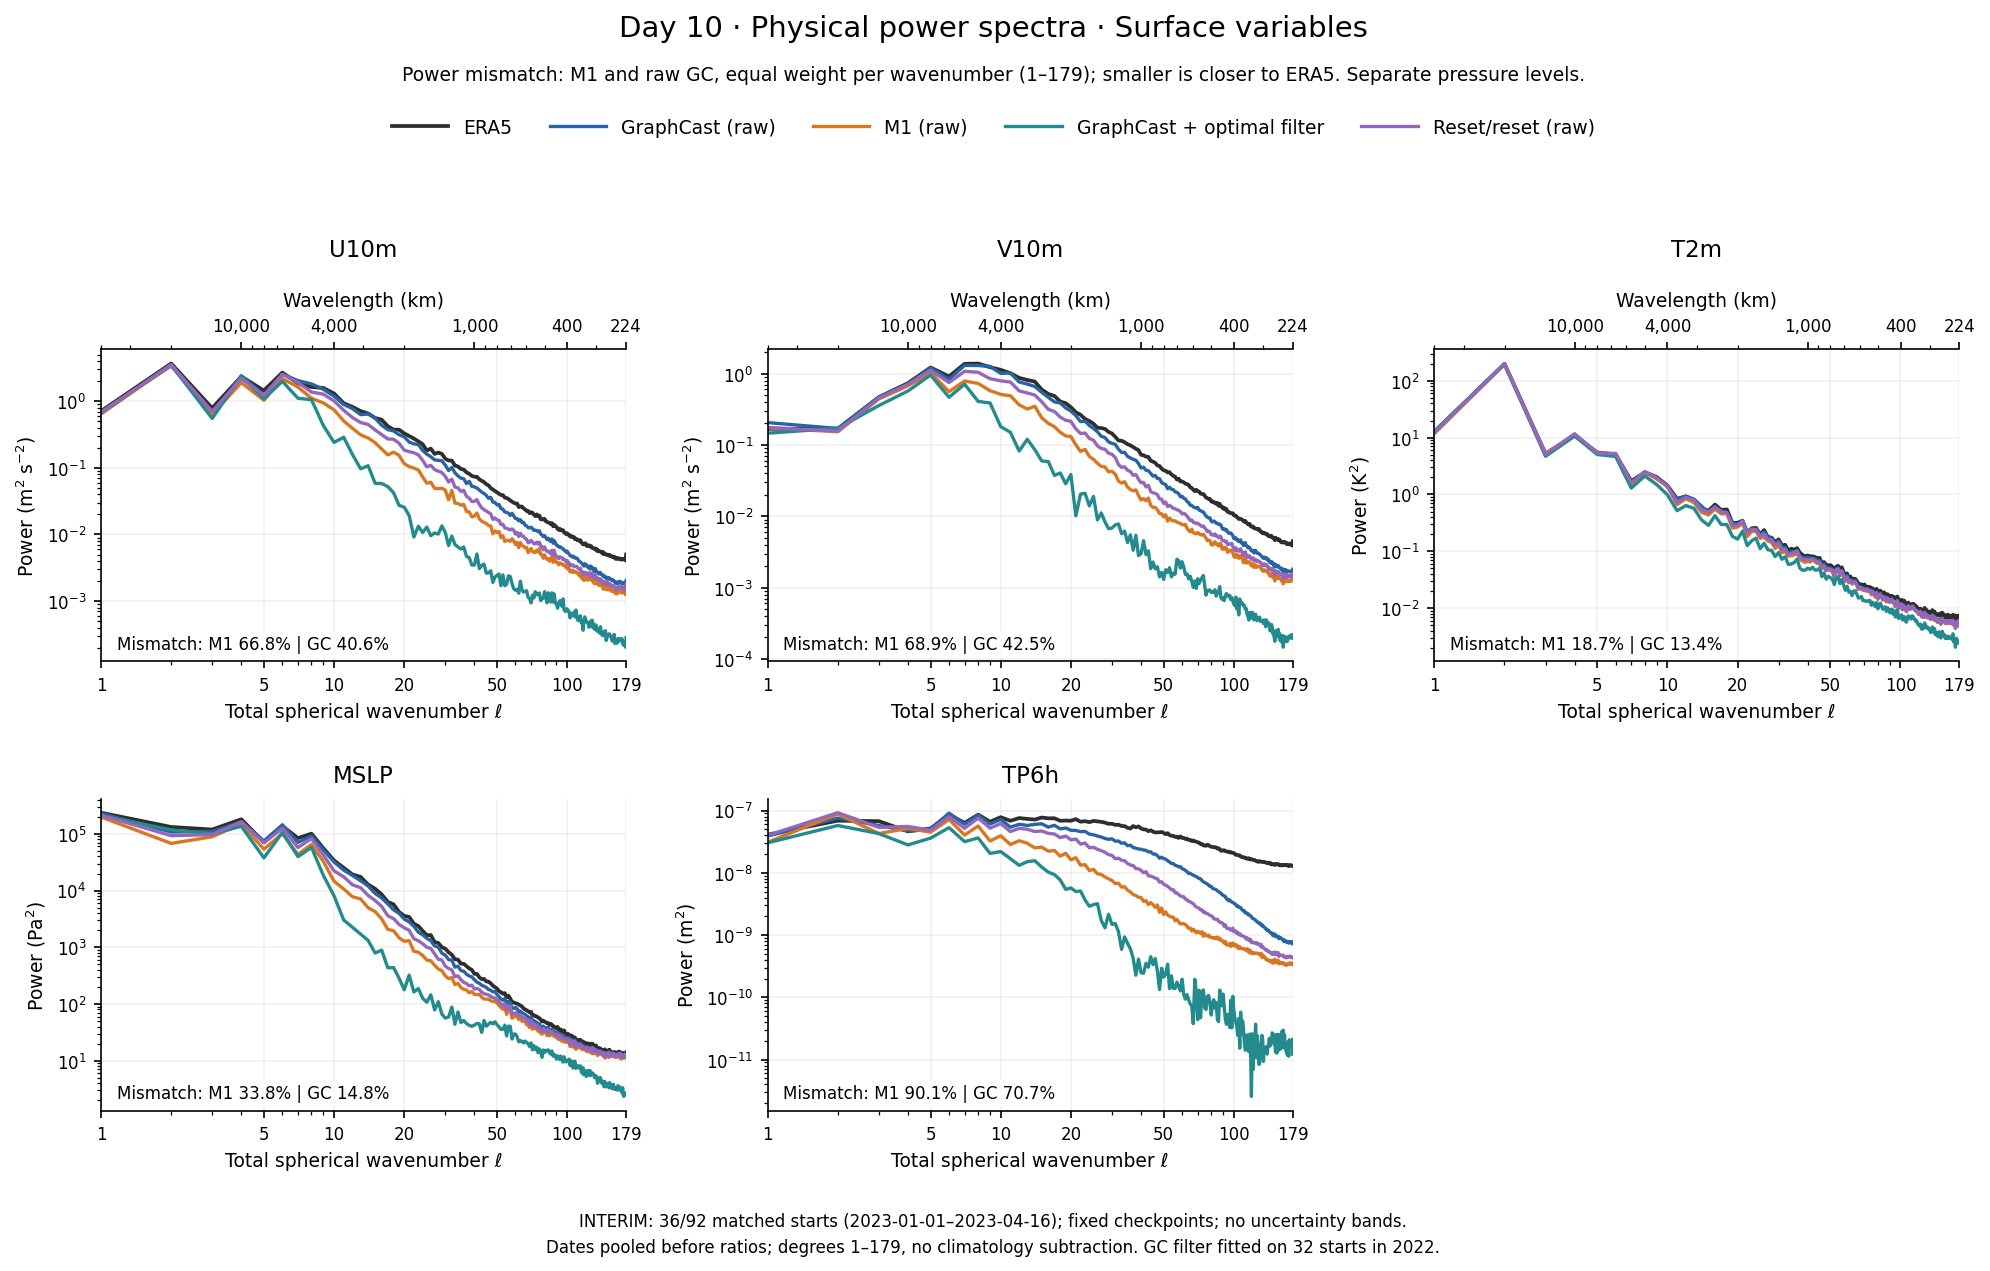 Day 10 · Physical power spectra · Surface variables
Power mismatch: M1 and raw GC, equal weight per wavenumber (1–179); smaller is closer to ERA5. Separate pressure levels.
ERA5 GraphCast (raw) M1 (raw) GraphCast + optimal filter Reset/reset (raw)
U10m
Wavelength (km)
10,000 4,000 1,000 400 224
Power (m² s⁻²)
10⁰
10⁻¹
10⁻²
10⁻³
Mismatch: M1 66.8% | GC 40.6%
1 5 10 20 50 100 179
Total spherical wavenumber ℓ
V10m
Wavelength (km)
10,000 4,000 1,000 400 224
Power (m² s⁻²)
10⁰
10⁻¹
10⁻²
10⁻³
10⁻⁴
Mismatch: M1 68.9% | GC 42.5%
1 5 10 20 50 100 179
Total spherical wavenumber ℓ
T2m
Wavelength (km)
10,000 4,000 1,000 400 224
Power (K²)
10²
10¹
10⁰
10⁻¹
10⁻²
Mismatch: M1 18.7% | GC 13.4%
1 5 10 20 50 100 179
Total spherical wavenumber ℓ
MSLP
Power (Pa²)
10⁵
10⁴
10³
10²
10¹
Mismatch: M1 33.8% | GC 14.8%
1 5 10 20 50 100 179
Total spherical wavenumber ℓ
TP6h
Power (m²)
10⁻⁷
10⁻⁸
10⁻⁹
10⁻¹⁰
10⁻¹¹
Mismatch: M1 90.1% | GC 70.7%
1 5 10 20 50 100 179
Total spherical wavenumber ℓ
INTERIM: 36/92 matched starts (2023-01-01–2023-04-16); fixed checkpoints; no uncertainty bands.
Dates pooled before ratios; degrees 1–179, no climatology subtraction. GC filter fitted on 32 starts in 2022.